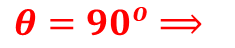 θ = 90° ⟹